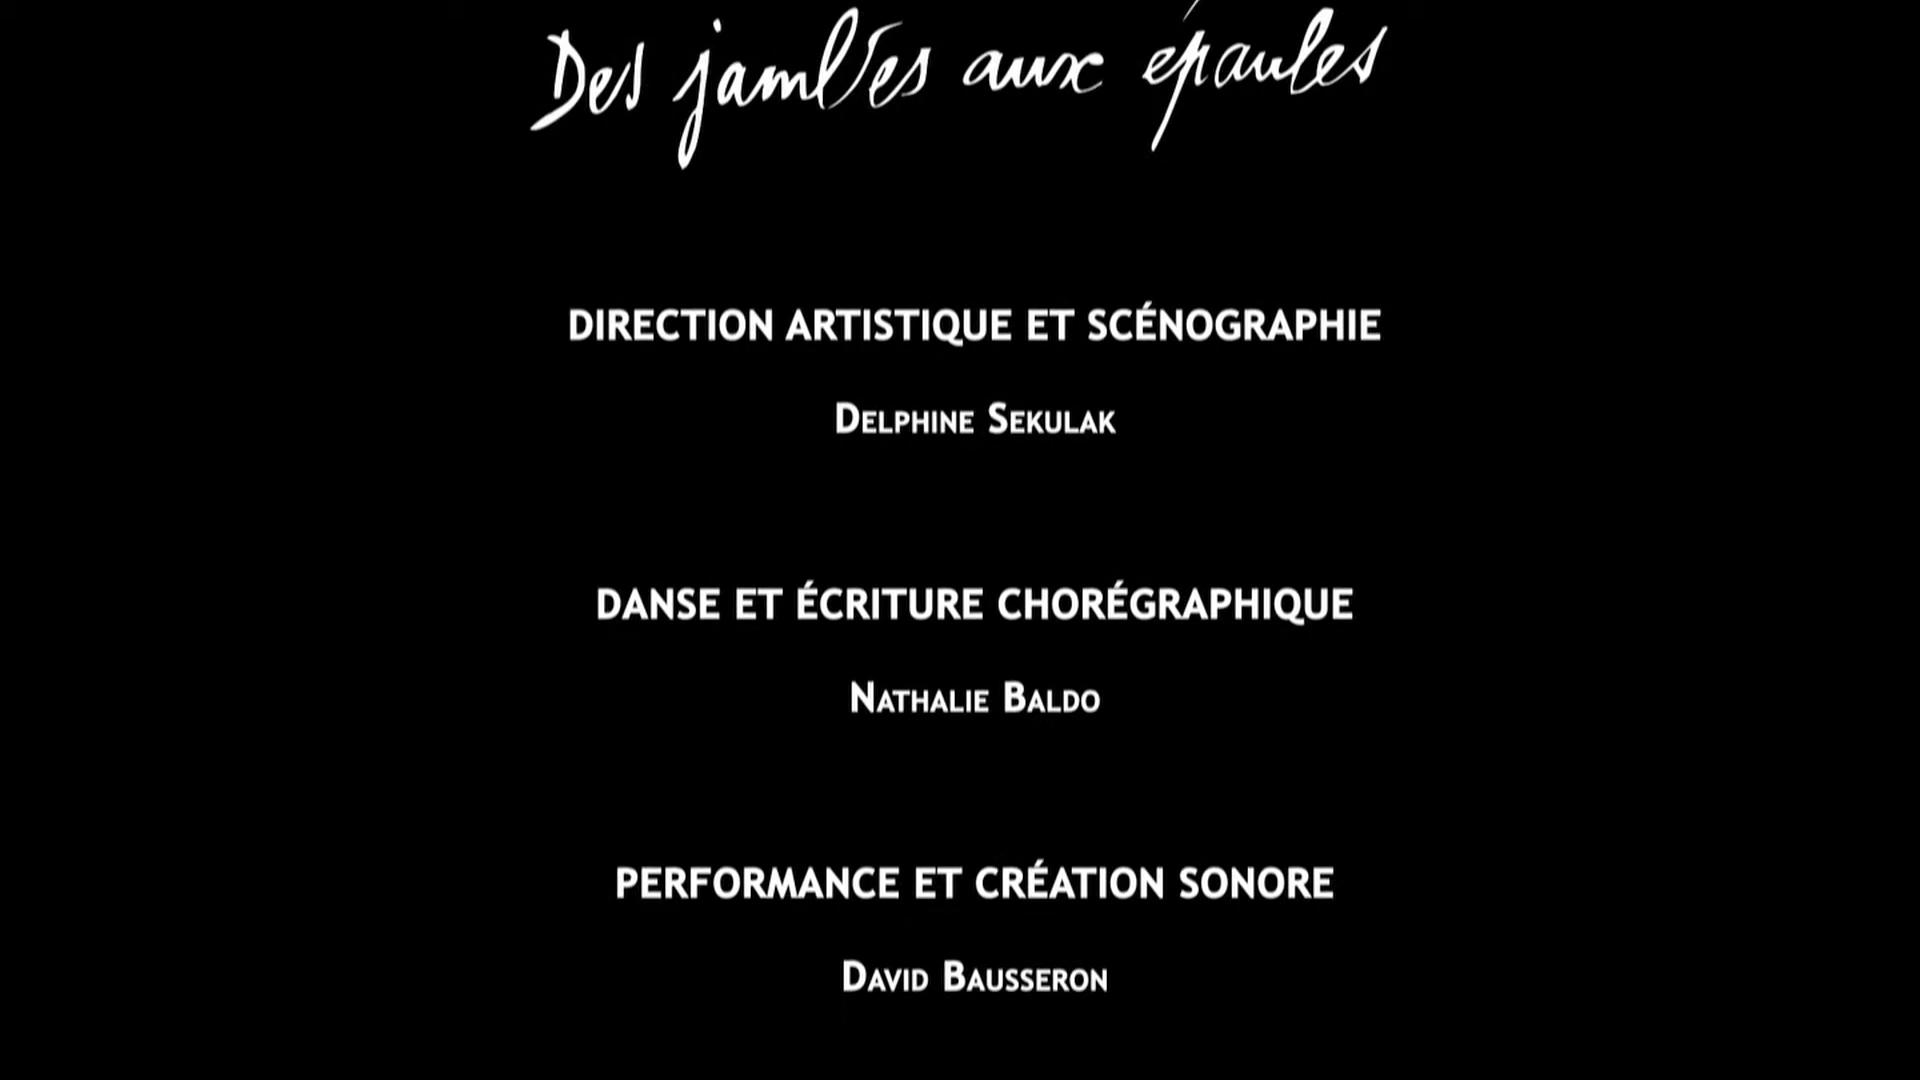 Des jambes aux épaules
DIRECTION ARTISTIQUE ET SCÉNOGRAPHIE
DELPHINE SEKULAK
DANSE ET ÉCRITURE CHORÉGRAPHIQUE
NATHALIE BALDO
PERFORMANCE ET CRÉATION SONORE
DAVID BAUSSERON